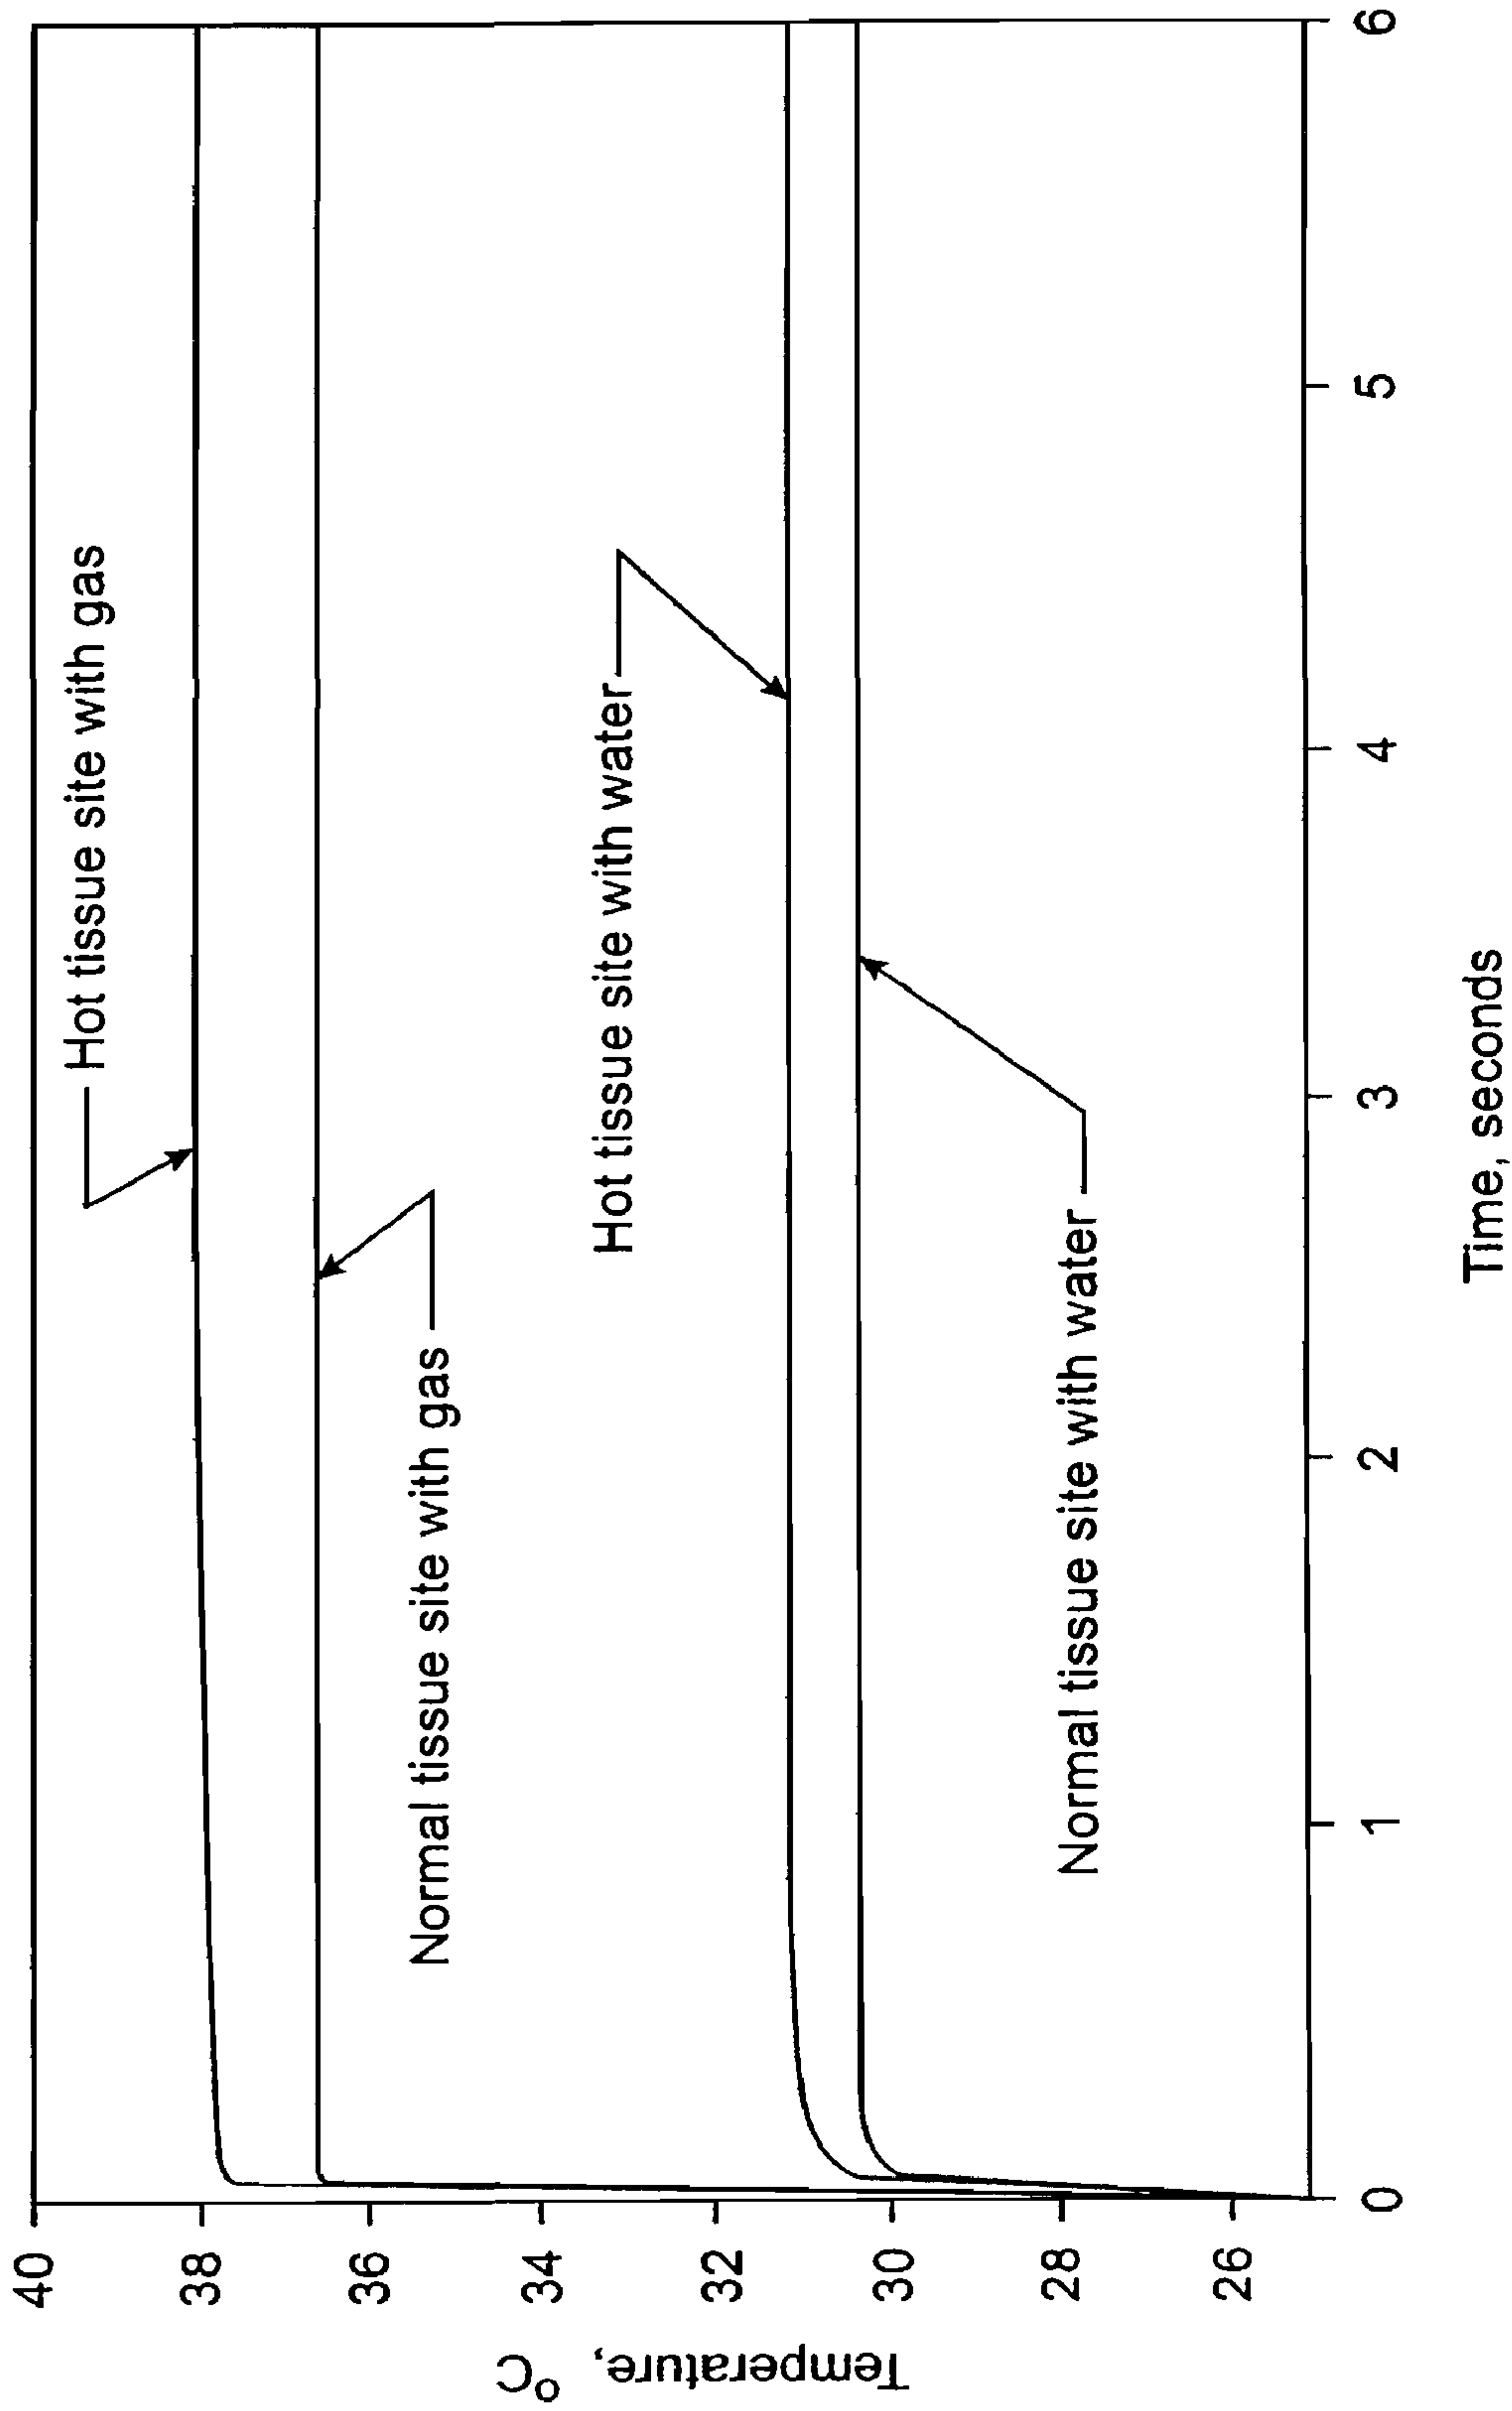 Temperature, °C
40
38
36
34
32
30
28
26
Hot tissue site with gas
Normal tissue site with gas
Hot tissue site with water
Normal tissue site with water
0
1
2
3
4
5
6
Time, seconds